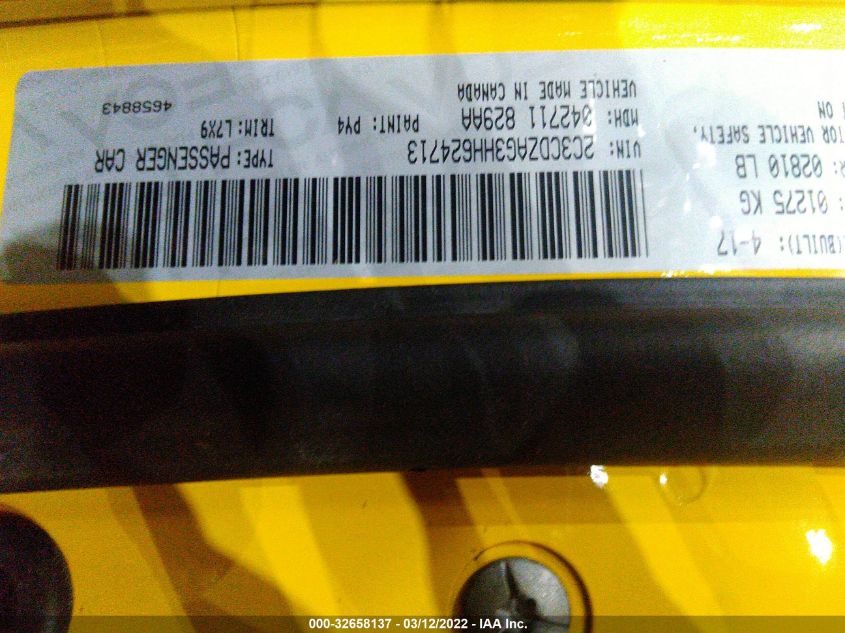 (BUILT): 4-17
: 01275 KG
R: 02810 LB
TOR VEHICLE SAFETY,
T ON
VIN: 2C3CDZAG3HH624713 TYPE: PASSENGER CAR
MDH: 042711 829AA PAINT: PY4 TRIM: L7X9
VEHICLE MADE IN CANADA 4658843
000-32658137 - 03/12/2022 - IAA Inc.